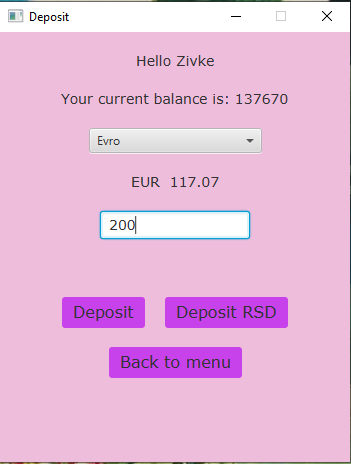 Deposit
Hello Zivke
Your current balance is: 137670
Evro
EUR 117.07
200
Deposit Deposit RSD
Back to menu